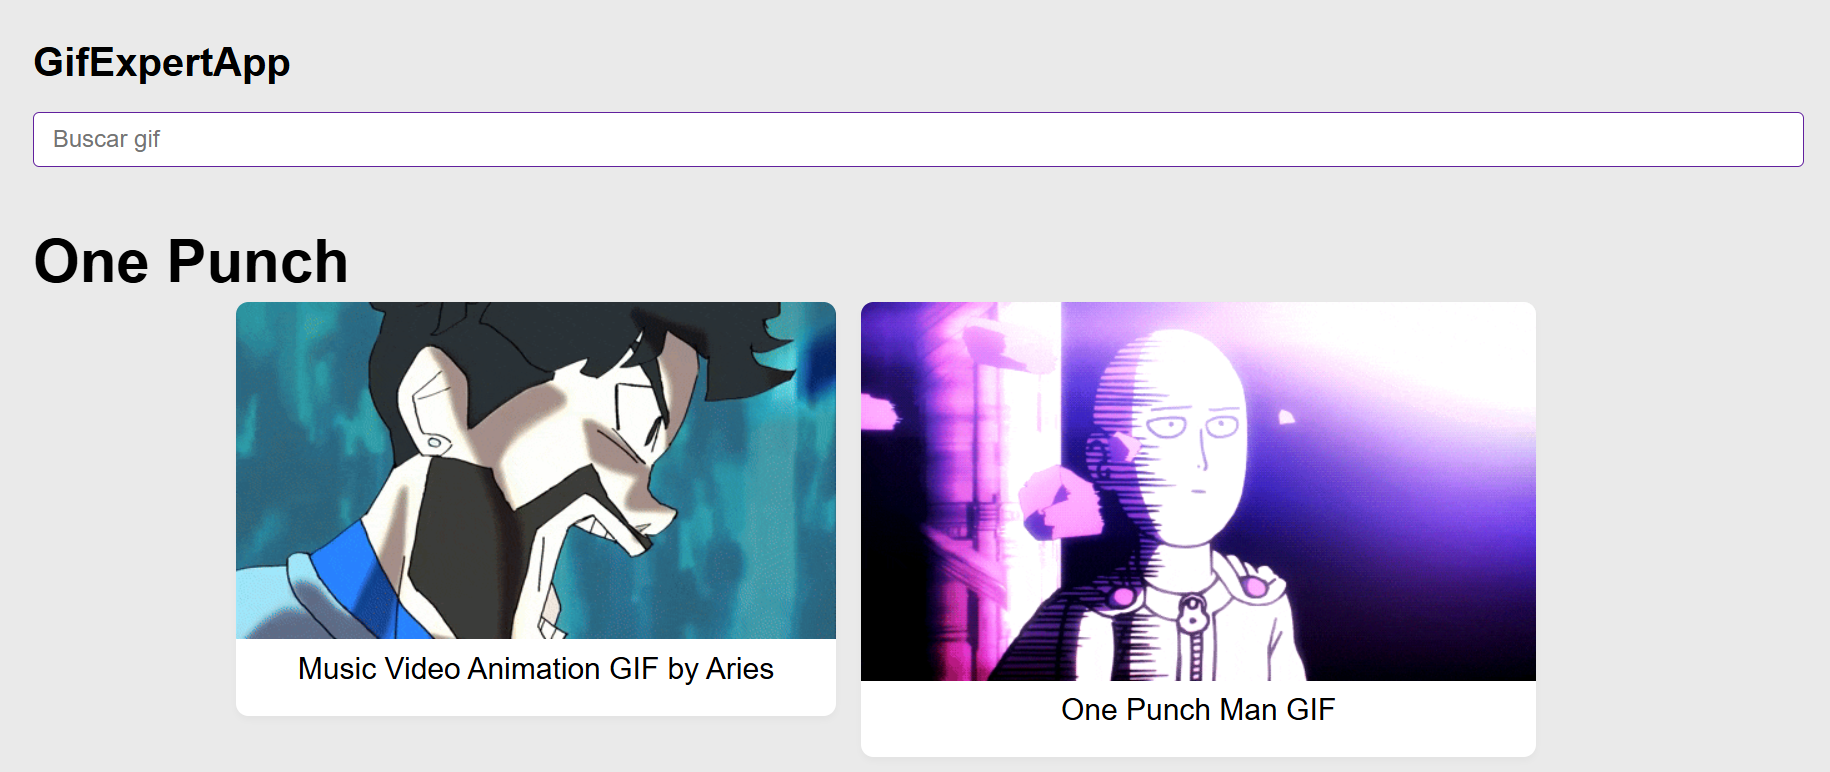 GifExpertApp
Buscar gif
One Punch
Music Video Animation GIF by Aries
One Punch Man GIF